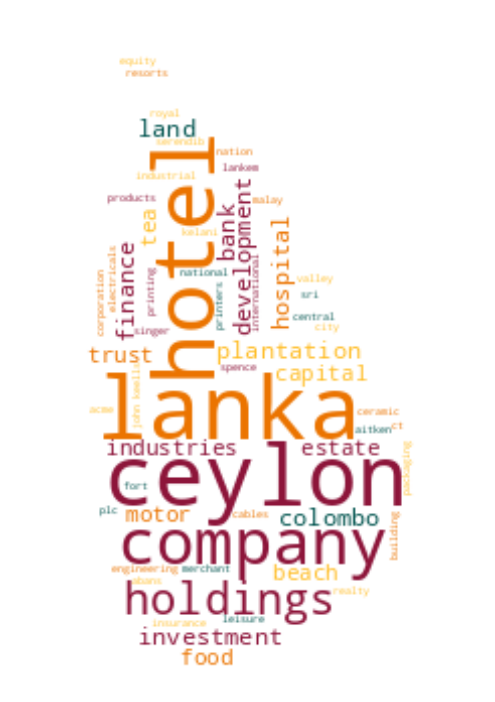 equity
resorts
royal
land
serendib
nation
hotel
lankem
industrial
malay
products
tea
kelani
bank
development
hospital
finance
corporation
electricals
printing
national
printers
international
valley
sri
central
city
singer
trust
plantation
spence
capital
john keells
lanka
acme
ceramic
aitken
ct
industries
estate
ceylon
packaging
fort
plc
motor
cables
colombo
building
company
engineering
merchant
beach
abans
holdings
realty
insurance
leisure
investment
food